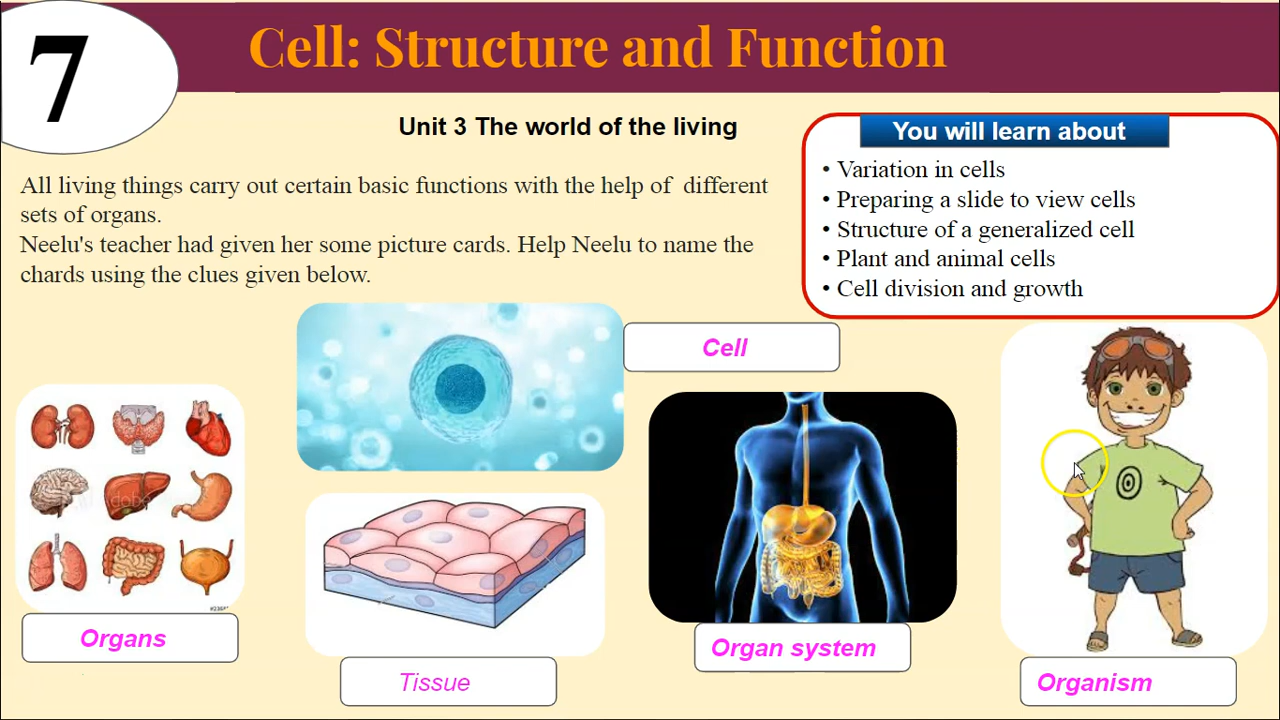 7
Cell: Structure and Function
Unit 3 The world of the living
You will learn about
• Variation in cells
• Preparing a slide to view cells
• Structure of a generalized cell
• Plant and animal cells
• Cell division and growth
All living things carry out certain basic functions with the help of different
sets of organs.
Neelu's teacher had given her some picture cards. Help Neelu to name the
chards using the clues given below.
Cell
Organs
Tissue
Organ system
Organism